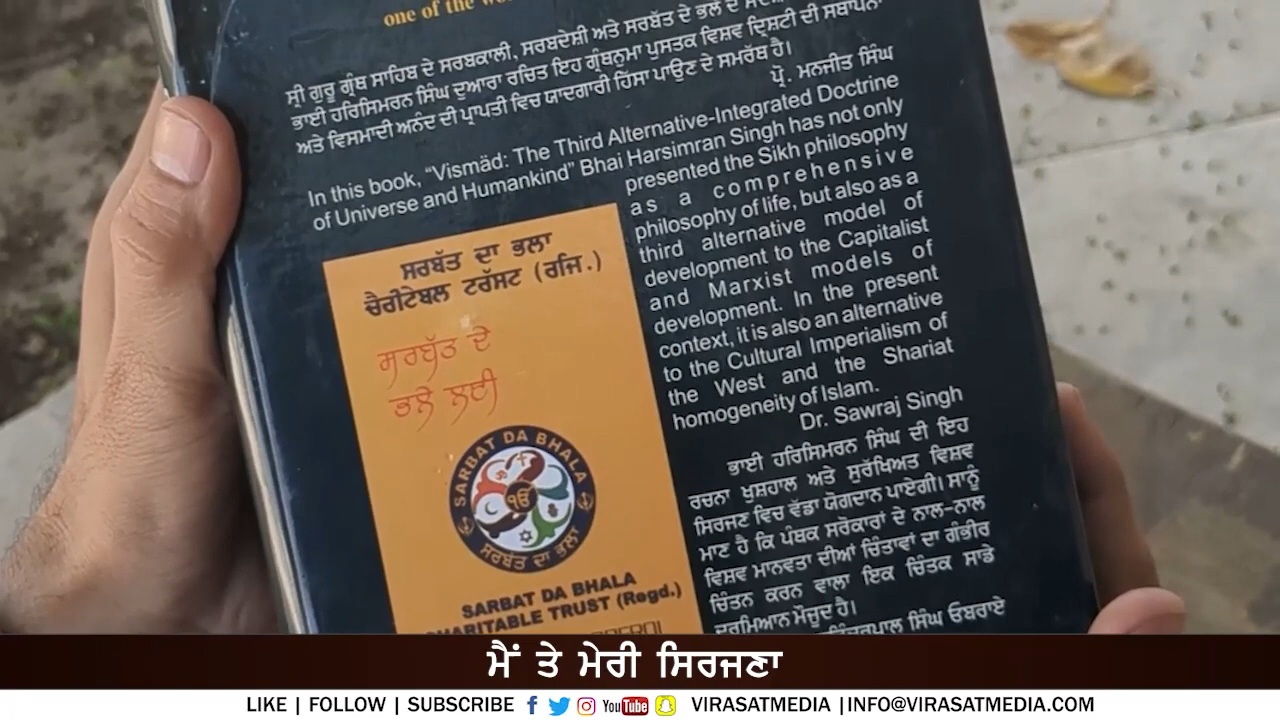 one of the
ਸ੍ਰੀ ਗੁਰੂ ਗ੍ਰੰਥ ਸਾਹਿਬ ਦੇ ਸਰਬਕਾਲੀ, ਸਰਬਦੇਸ਼ੀ ਅਤੇ ਸਰਬੱਤ ਦੇ ਭਲੇ ਦੇ
ਭਾਈ ਹਰਿਸਿਮਰਨ ਸਿੰਘ ਦੁਆਰਾ ਰਚਿਤ ਇਹ ਗ੍ਰੰਥਨੁਮਾ ਪੁਸਤਕ ਵਿਸ਼ਵ ਦ੍ਰਿਸ਼ਟੀ ਦੀ ਸਥਾਪਨਾ
ਅਤੇ ਵਿਸਮਾਦੀ ਅਨੰਦ ਦੀ ਪ੍ਰਾਪਤੀ ਵਿਚ ਯਾਦਗਾਰੀ ਹਿੱਸਾ ਪਾਉਣ ਦੇ ਸਮਰੱਥ ਹੈ।
ਪ੍ਰੋ. ਮਨਜੀਤ ਸਿੰਘ
In this book, “Vismäd: The Third Alternative-Integrated Doctrine
of Universe and Humankind” Bhai Harsimran Singh has not only
presented the Sikh philosophy
as a comprehensive
philosophy of life, but also as a
third alternative model of
development to the Capitalist
and Marxist models of
development. In the present
context, it is also an alternative
to the Cultural Imperialism of
the West and the Shariat
homogeneity of Islam.
Dr. Sawraj Singh
ਸਰਬੱਤ ਦਾ ਭਲਾ
ਚੈਰੀਟੇਬਲ ਟਰੱਸਟ (ਰਜਿ.)
ਸਰਬੱਤ ਦੇ
ਭਲੇ ਲਈ
SARBAT DA BHALA
ੴ
ਸਰਬੱਤ ਦਾ ਭਲਾ
SARBAT DA BHALA
CHARITABLE TRUST (Regd.)
ਭਾਈ ਹਰਿਸਿਮਰਨ ਸਿੰਘ ਦੀ ਇਹ
ਰਚਨਾ ਖੁਸ਼ਹਾਲ ਅਤੇ ਸੁਰੱਖਿਅਤ ਵਿਸ਼ਵ
ਸਿਰਜਣ ਵਿਚ ਵੱਡਾ ਯੋਗਦਾਨ ਪਾਏਗੀ। ਸਾਨੂੰ
ਮਾਣ ਹੈ ਕਿ ਪੰਥਕ ਸਰੋਕਾਰਾਂ ਦੇ ਨਾਲ-ਨਾਲ
ਵਿਸ਼ਵ ਮਾਨਵਤਾ ਦੀਆਂ ਚਿੰਤਾਵਾਂ ਦਾ ਗੰਭੀਰ
ਚਿੰਤਨ ਕਰਨ ਵਾਲਾ ਇਕ ਚਿੰਤਕ ਸਾਡੇ
ਦਰਮਿਆਨ ਮੌਜੂਦ ਹੈ।
ਸਿੰਘ ਓਬਰਾਏ
ਮੈਂ ਤੇ ਮੇਰੀ ਸਿਰਜਣਾ
LIKE | FOLLOW | SUBSCRIBE YouTube VIRASATMEDIA |INFO@VIRASATMEDIA.COM